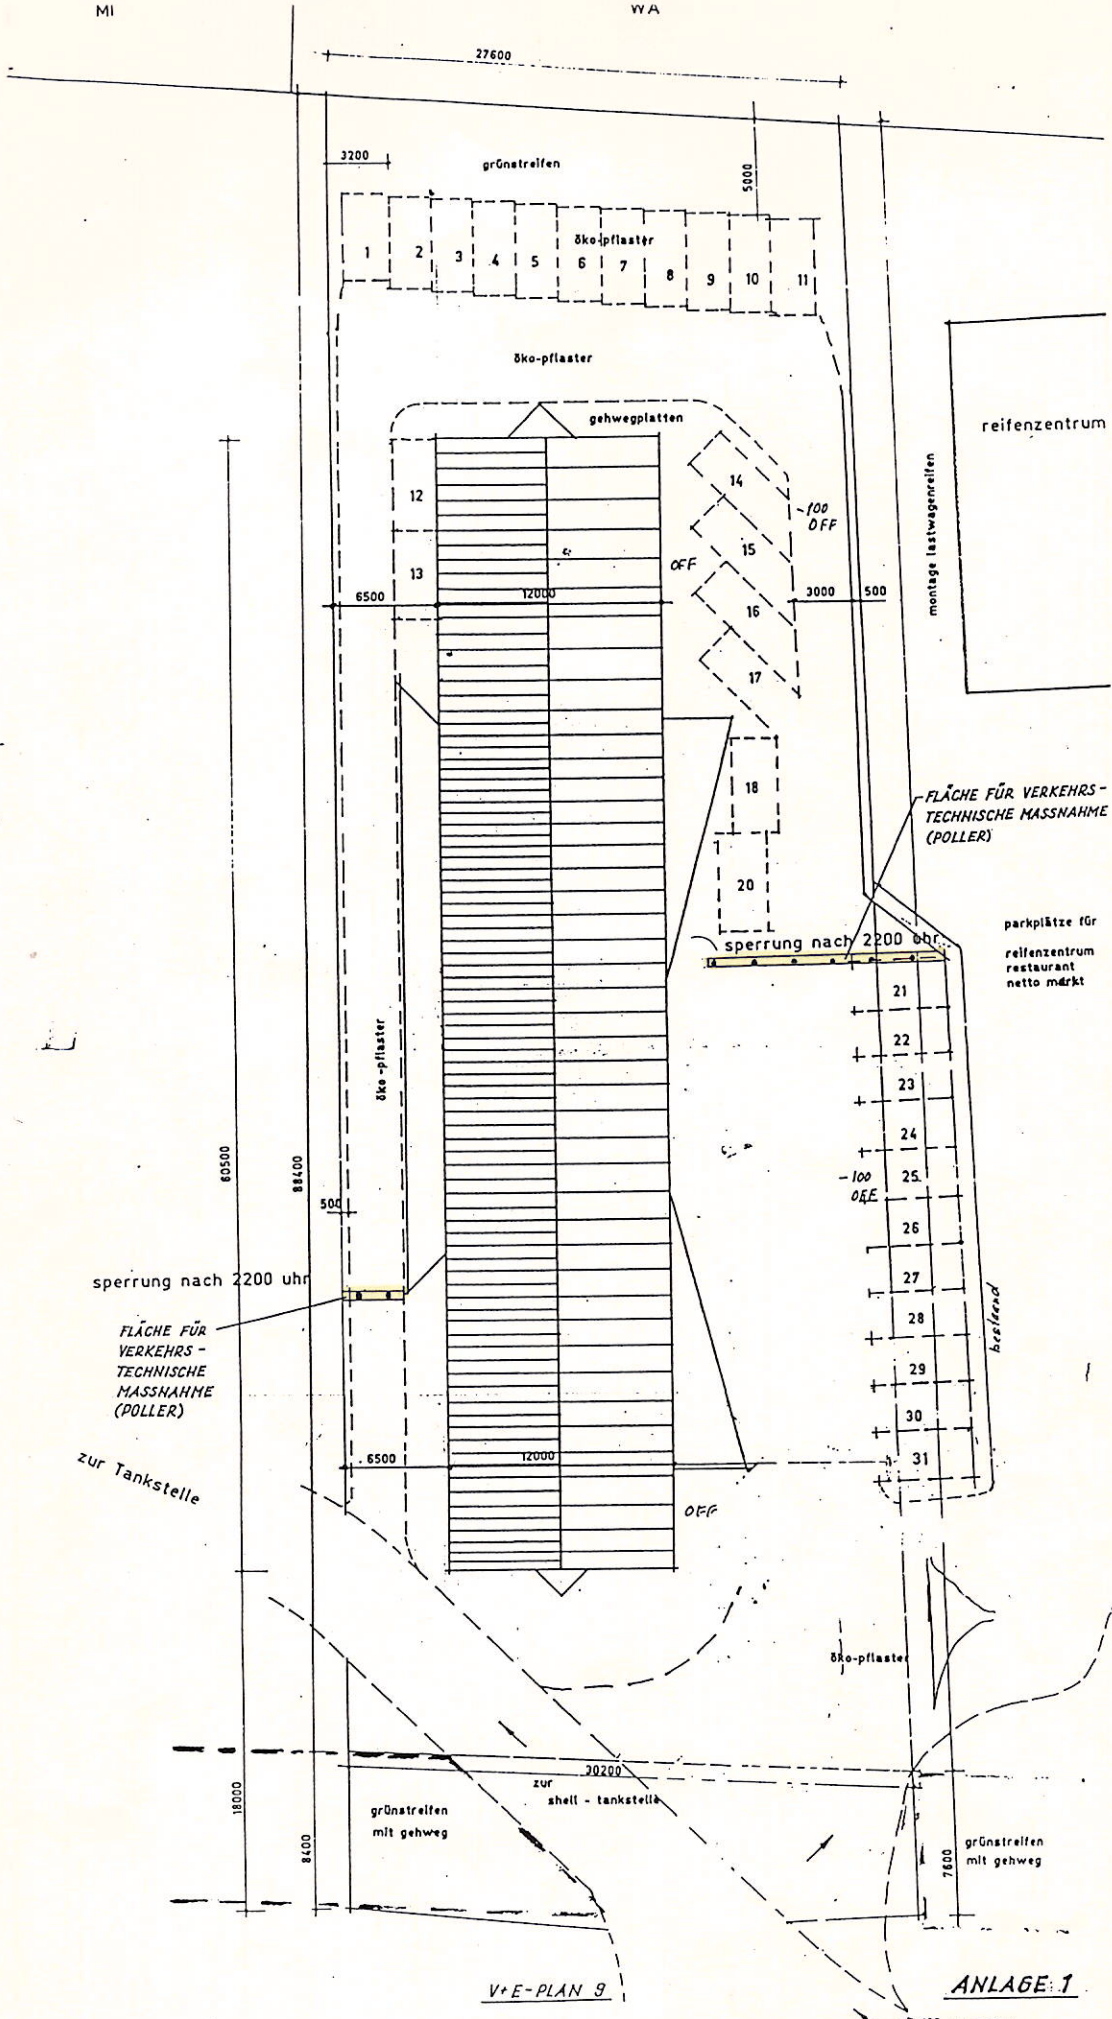 MI
WA
27600
3200
grünstreifen
5000
öko-pflaster
1
2
3
4
5
6
7
8
9
10
11
öko-pflaster
gehwegplatten
reifenzentrum
montage lastwagenreifen
12
13
14
15
16
17
-100
OFF
OFF
6500
12000
3000
500
18
20
FLÄCHE FÜR VERKEHRS-
TECHNISCHE MASSNAHME
(POLLER)
sperrung nach 2200 uhr
parkplätze für
reifenzentrum
restaurant
netto markt
21
22
23
24
25
26
27
28
29
30
31
-100
OFF
bestand
öko-pflaster
60500
88400
500
sperrung nach 2200 uhr
FLÄCHE FÜR
VERKEHRS-
TECHNISCHE
MASSNAHME
(POLLER)
zur Tankstelle
6500
12000
OFF
öko-pflaster
30200
zur
shell - tankstelle
18000
8400
grünstreifen
mit gehweg
7600
grünstreifen
mit gehweg
V+E-PLAN 9
ANLAGE: 1